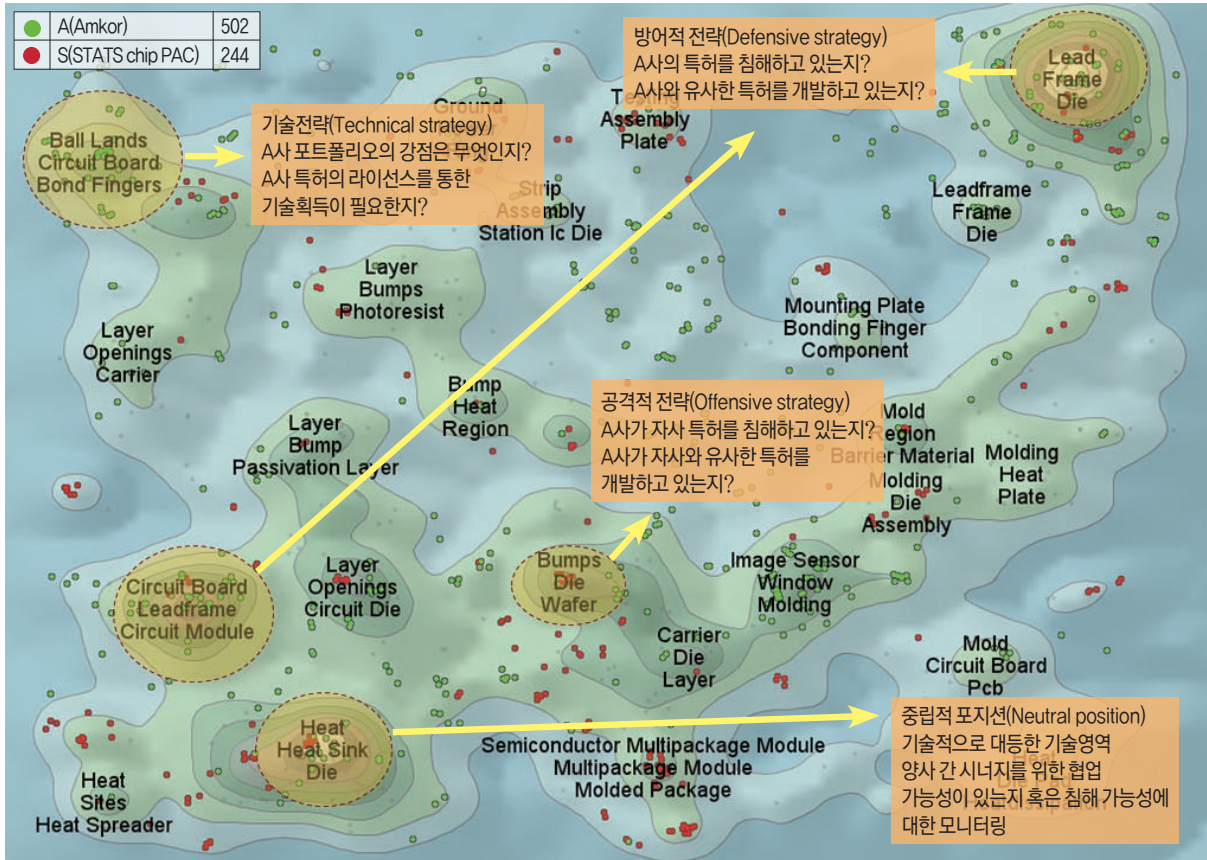 A(Amkor) 502
S(STATS chip PAC) 244
방어적 전략(Defensive strategy)
A사의 특허를 침해하고 있는지?
A사와 유사한 특허를 개발하고 있는지?
Lead
Frame
Die
Ball Lands
Circuit Board
Bond Fingers
기술전략(Technical strategy)
A사 포트폴리오의 강점은 무엇인지?
A사 특허의 라이선스를 통한
기술획득이 필요한지?
Ground
Testing
Assembly
Plate
Strip
Assembly
Station Ic Die
Leadframe
Frame
Die
Layer
Bumps
Photoresist
Mounting Plate
Bonding Finger
Component
Layer
Openings
Carrier
Bump
Heat
Region
공격적 전략(Offensive strategy)
A사가 자사 특허를 침해하고 있는지?
A사가 자사와 유사한 특허를
개발하고 있는지?
Mold
Region
Barrier Material
Layer
Bump
Passivation Layer
Molding
Heat
Plate
Molding
Die
Assembly
Circuit Board
Leadframe
Circuit Module
Layer
Openings
Circuit Die
Bumps
Die
Wafer
Image Sensor
Window
Molding
Carrier
Die
Layer
Mold
Circuit Board
Pcb
Heat
Heat Sink
Die
Semiconductor Multipackage Module
Multipackage Module
Molded Package
중립적 포지션(Neutral position)
기술적으로 대등한 기술영역
양사 간 시너지를 위한 협업
가능성이 있는지 혹은 침해 가능성에
대한 모니터링
Heat
Sites
Heat Spreader